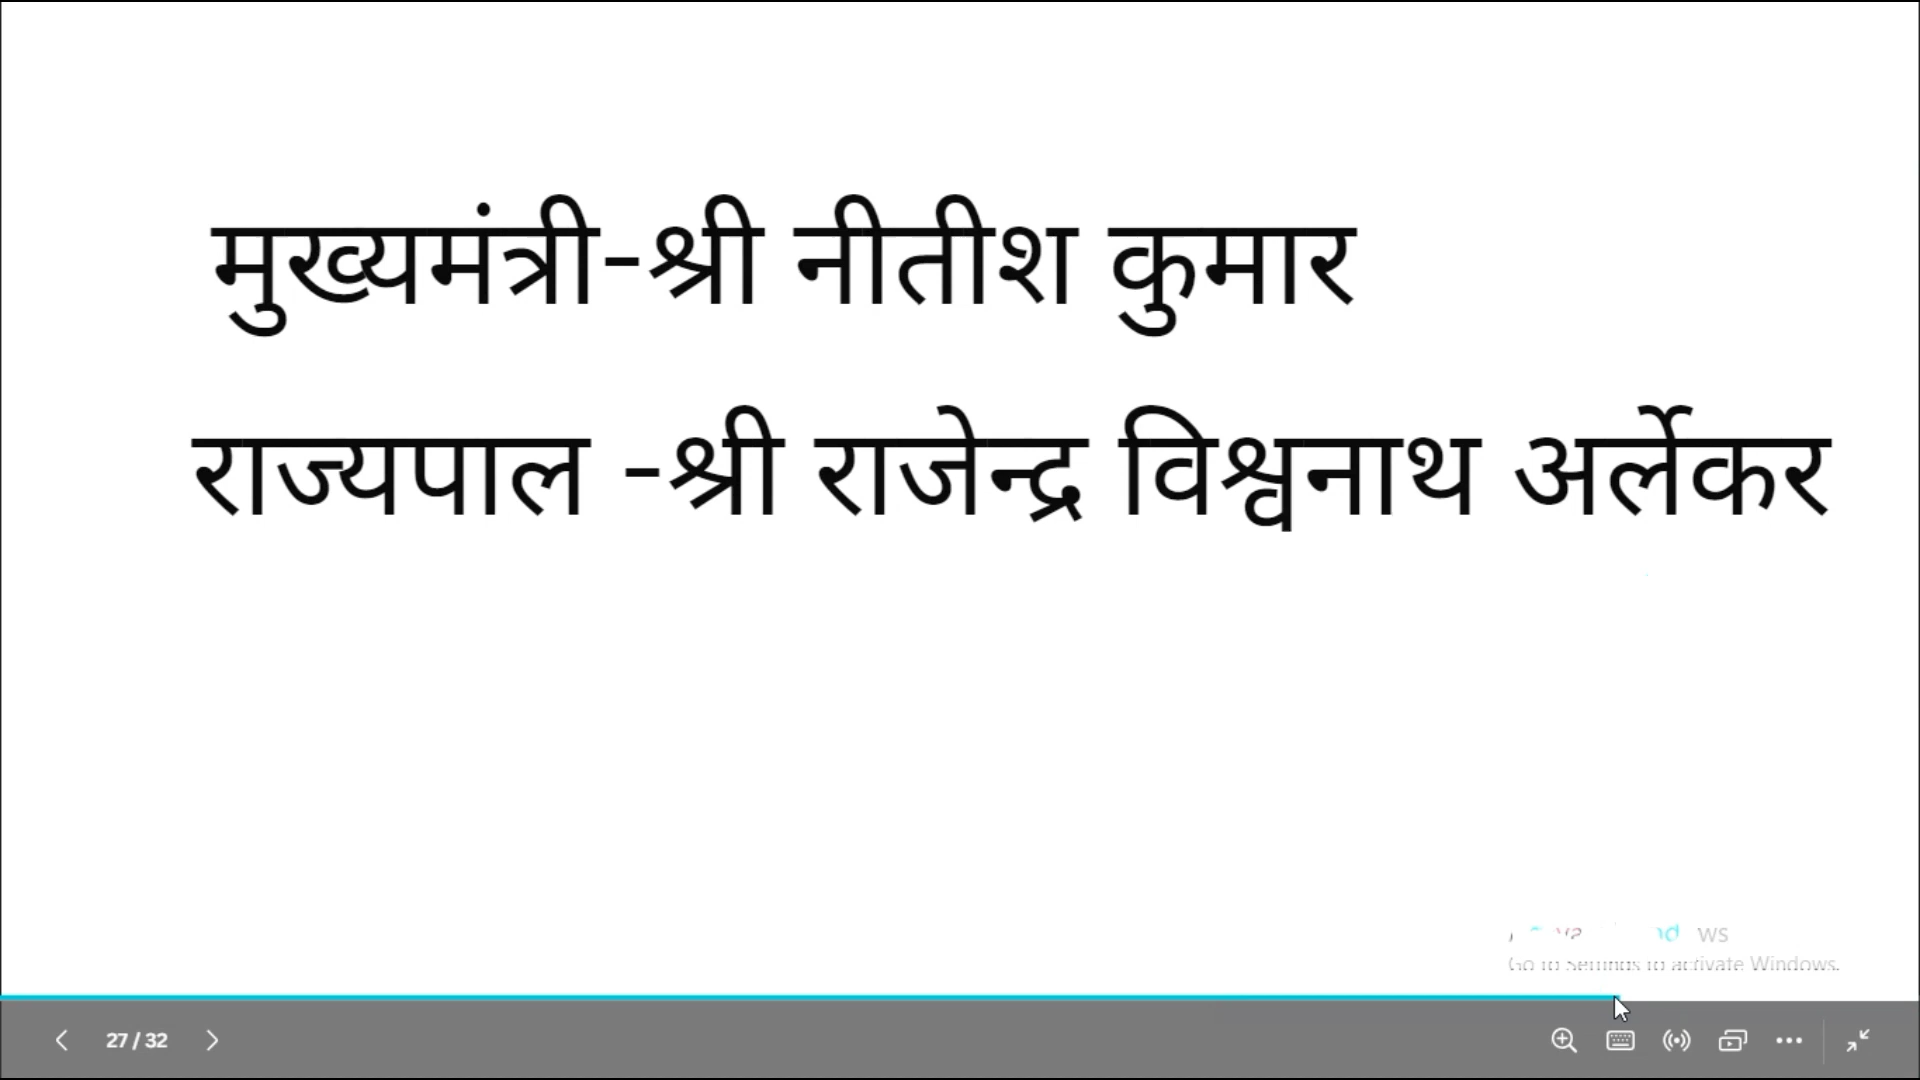 मुख्यमंत्री-श्री नीतीश कुमार
राज्यपाल -श्री राजेन्द्र विश्वनाथ अर्लेकर
Go to Settings to activate Windows.
27 / 32